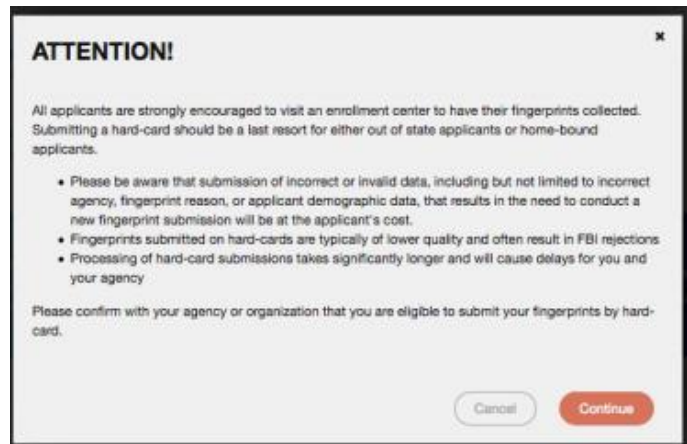 ATTENTION!
All applicants are strongly encouraged to visit an enrollment center to have their fingerprints collected.
Submitting a hard-card should be a last resort for either out of state applicants or home-bound
applicants.
• Please be aware that submission of incorrect or invalid data, including but not limited to incorrect
agency, fingerprint reason, or applicant demographic data, that results in the need to conduct a
new fingerprint submission will be at the applicant's cost.
• Fingerprints submitted on hard-cards are typically of lower quality and often result in FBI rejections
• Processing of hard-card submissions takes significantly longer and will cause delays for you and
your agency
Please confirm with your agency or organization that you are eligible to submit your fingerprints by hard-
card.
Cancel Continue